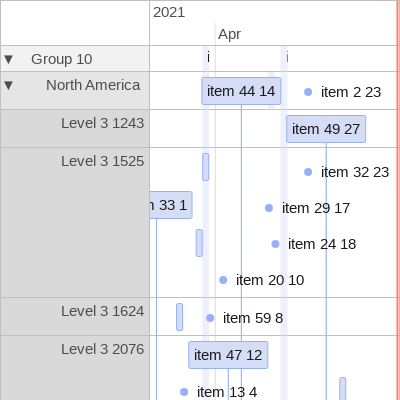 2021
Apr
▼ Group 10
i
i
▼ North America
item 44 14
item 2 23
Level 3 1243
item 49 27
Level 3 1525
item 32 23
33 1
item 29 17
item 24 18
item 20 10
Level 3 1624
item 59 8
Level 3 2076
item 47 12
item 13 4